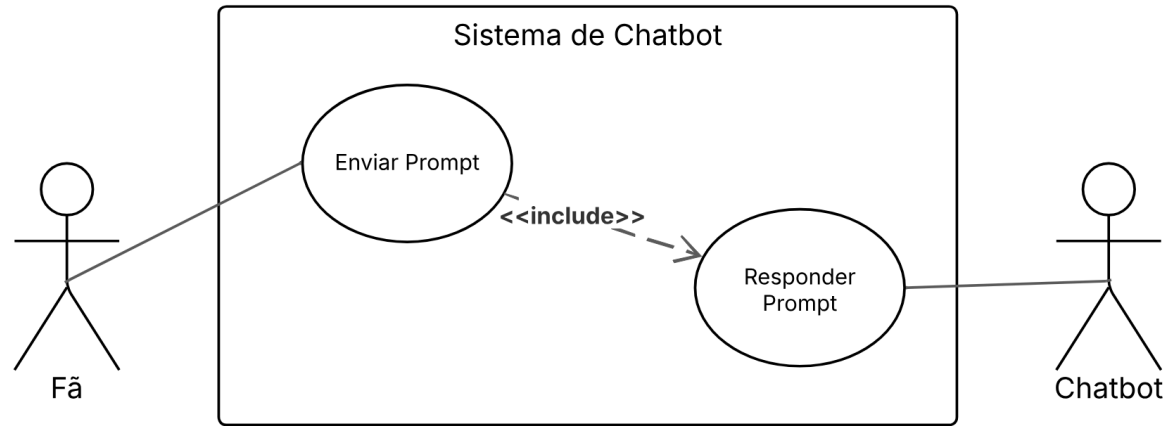 Sistema de Chatbot
Enviar Prompt
<<include>>
Responder
Prompt
Fã
Chatbot